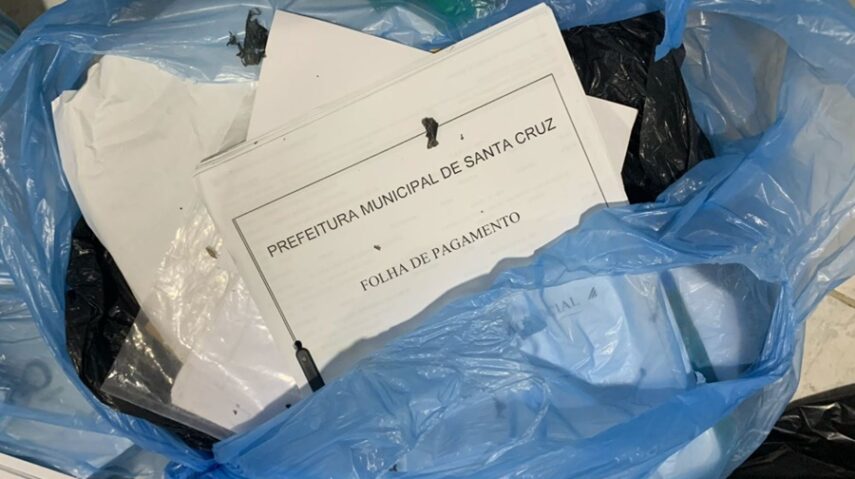 PREFEITURA MUNICIPAL DE SANTA CRUZ
FOLHA DE PAGAMENTO